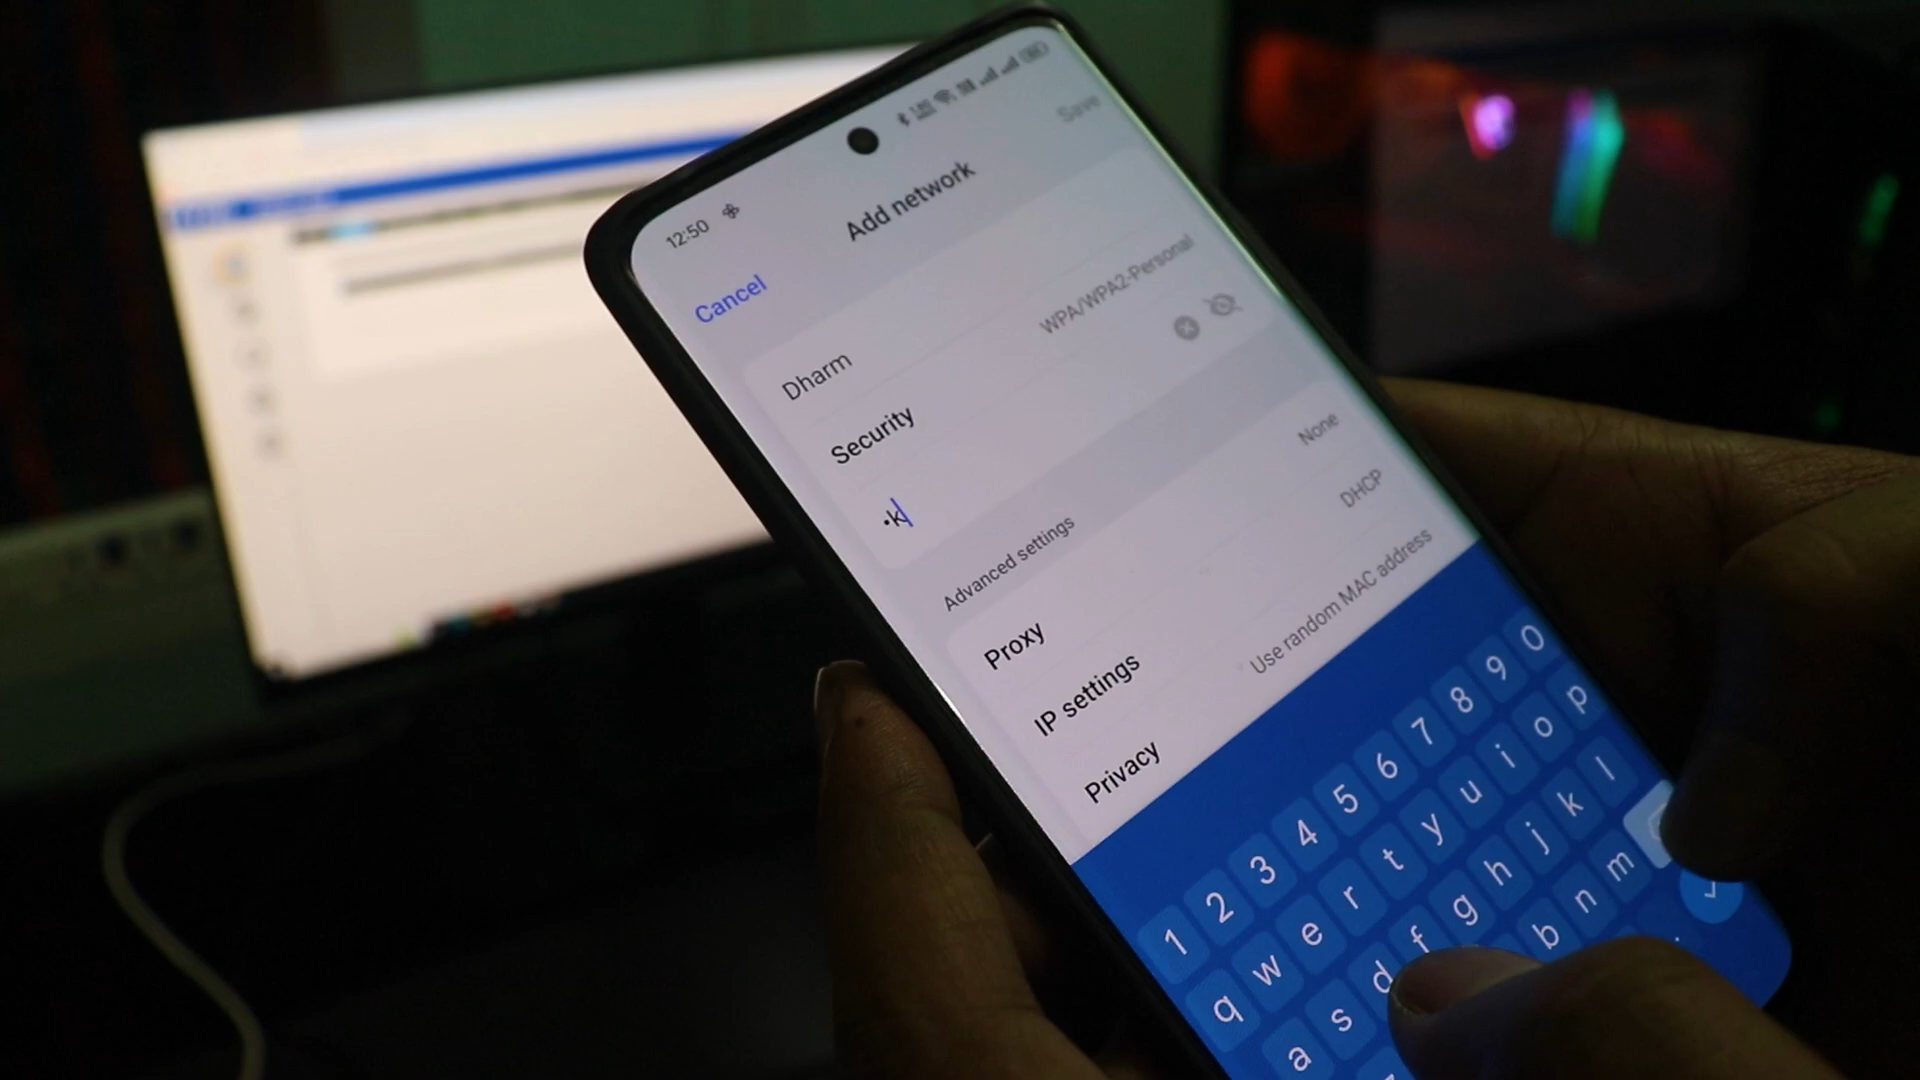 12:50
Cancel
Add network
Save
Dharm
Security WPA/WPA2-Personal
•k
Advanced settings
Proxy None
IP settings DHCP
Privacy Use random MAC address
1 2 3 4 5 6 7 8 9 0
q w e r t y u i o p
a s d f g h j k l
b n m